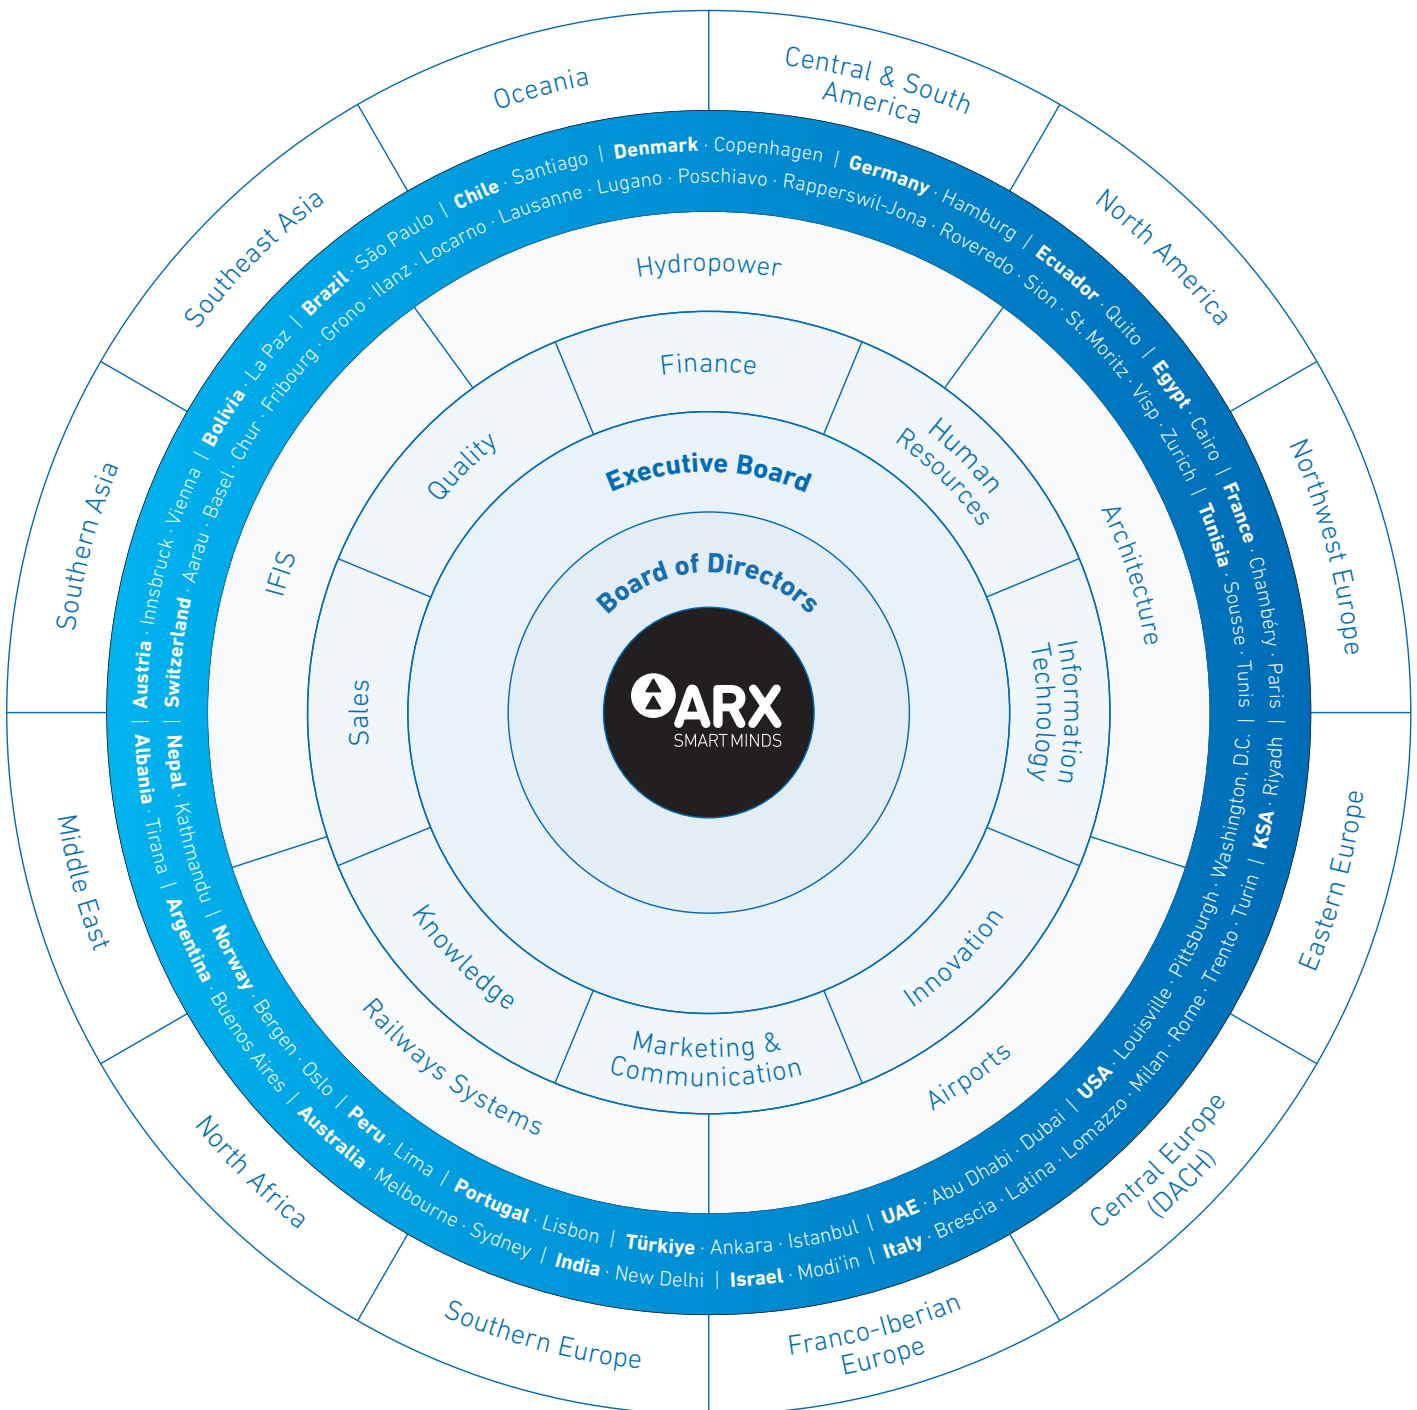 Central & South
America
North America
Northwest Europe
Eastern Europe
Central Europe
(DACH)
Franco-Iberian
Europe
Southern Europe
North Africa
Middle East
Southern Asia
Southeast Asia
Oceania
Albania · Tirana | Argentina · Buenos Aires | Australia · Melbourne · Sydney | India · New Delhi | Israel · Modi'in | Italy · Brescia · Latina · Lomazzo · Milan · Rome · Trento · Turin | KSA · Riyadh |
Austria · Innsbruck · Vienna | Bolivia · La Paz | Brazil · São Paulo | Chile · Santiago | Denmark · Copenhagen | Germany · Hamburg | Ecuador · Quito | Egypt · Cairo | France · Chambéry · Paris |
Nepal · Kathmandu | Norway · Bergen · Oslo | Peru · Lima | Portugal · Lisbon | Türkiye · Ankara · Istanbul | UAE · Abu Dhabi · Dubai | USA · Louisville · Pittsburgh · Washington, D.C. |
Switzerland · Aarau · Basel · Chur · Fribourg · Grono · Ilanz · Locarno · Lausanne · Lugano · Poschiavo · Rapperswil-Jona · Roveredo · Sion · St. Moritz · Visp · Zurich | Tunisia · Sousse · Tunis |
Hydropower
Architecture
Airports
Railways Systems
IFIS
Finance
Human
Resources
Information
Technology
Innovation
Marketing &
Communication
Knowledge
Sales
Quality
Executive Board
Board of Directors
ARX
SMART MINDS